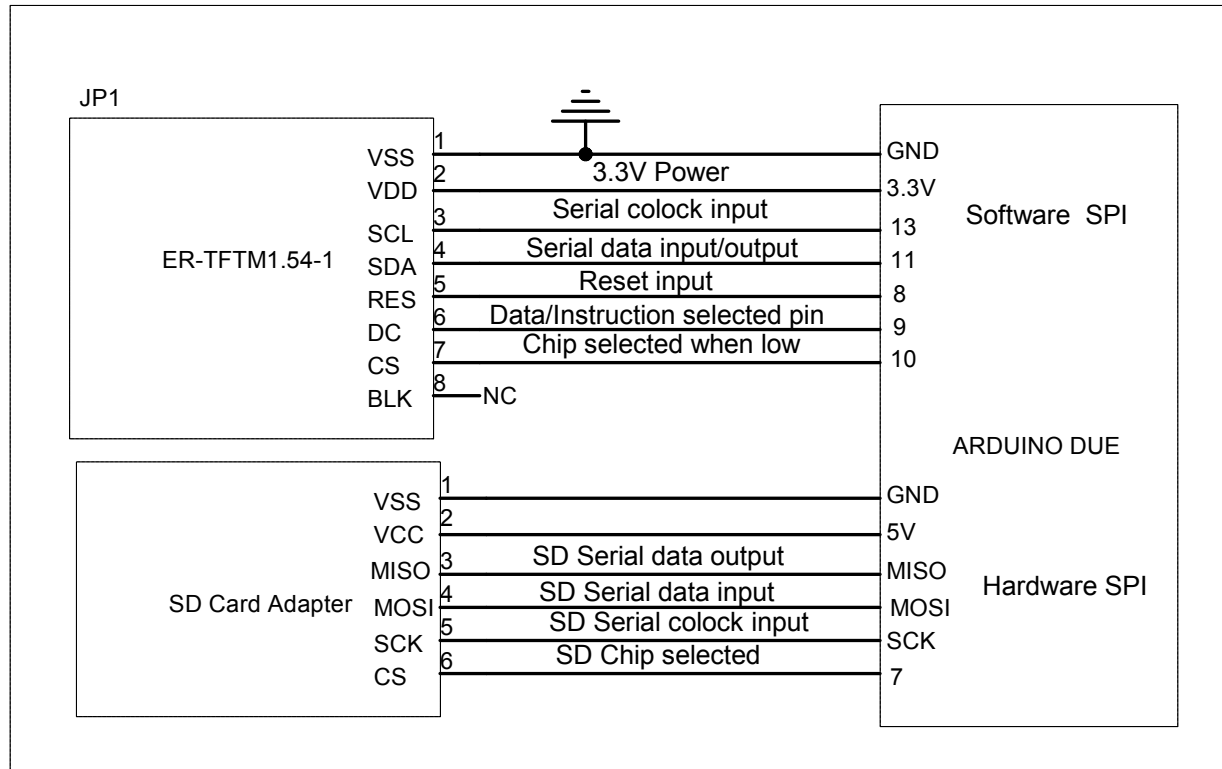 JP1
ER-TFTM1.54-1
VSS 1 GND
VDD 2 3.3V Power 3.3V
SCL 3 Serial colock input 13
SDA 4 Serial data input/output 11
RES 5 Reset input 8
DC 6 Data/Instruction selected pin 9
CS 7 Chip selected when low 10
BLK 8 NC
Software SPI
ARDUINO DUE
SD Card Adapter
VSS 1 GND
VCC 2 5V
MISO 3 SD Serial data output MISO
MOSI 4 SD Serial data input MOSI
SCK 5 SD Serial colock input SCK
CS 6 SD Chip selected 7
Hardware SPI